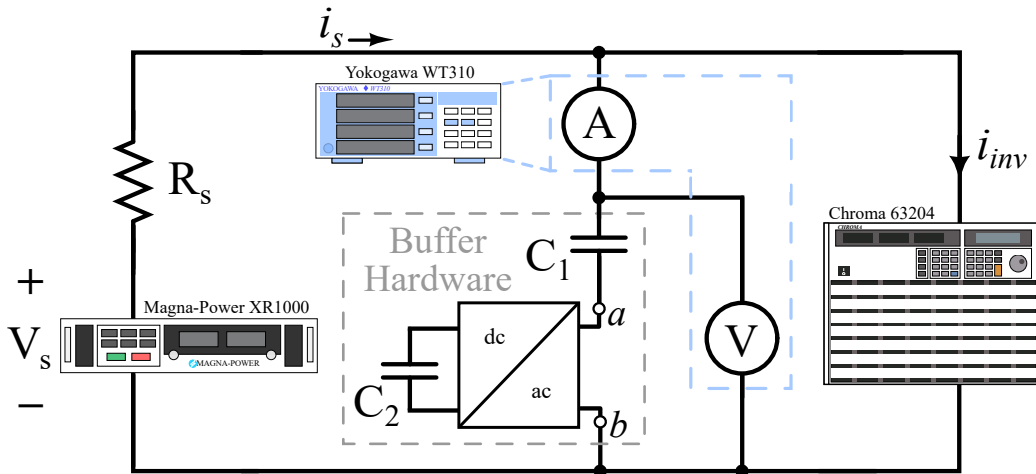 i_s
Yokogawa WT310
YOKOGAWA ♦ WT310
A
R_s
i_inv
Chroma 63204
CHROMA
Buffer
Hardware
C_1
a
+
Magna-Power XR1000
V_s
dc
V
MAGNA-POWER
C_2
ac
b
−